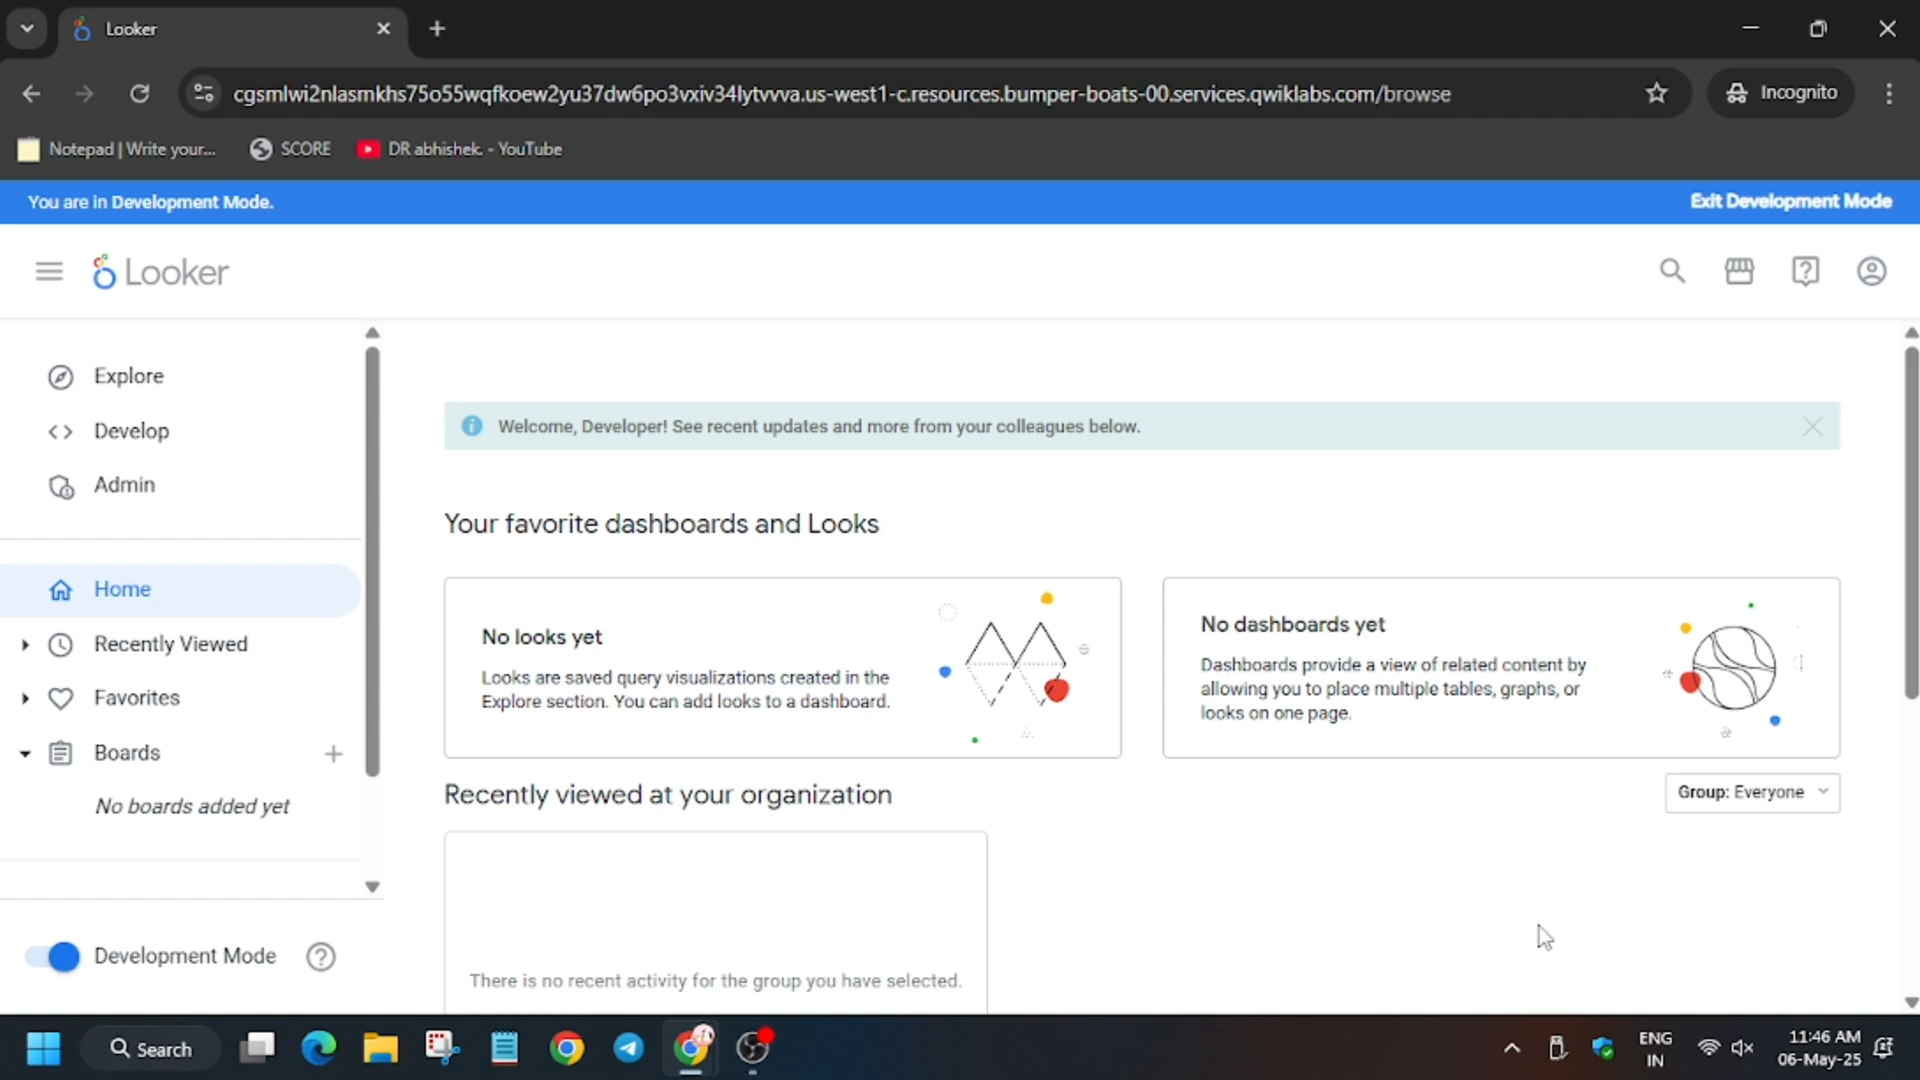 Looker
cgsmlwi2nlasmkhs75o55wqfkoew2yu37dw6po3vxiv34lytvvva.us-west1-c.resources.bumper-boats-00.services.qwiklabs.com/browse
Incognito
Notepad | Write your...
SCORE
DR abhishek. - YouTube
You are in Development Mode.
Exit Development Mode
Looker
Explore
Develop
Admin
Home
Recently Viewed
Favorites
Boards
No boards added yet
Development Mode
Welcome, Developer! See recent updates and more from your colleagues below.
Your favorite dashboards and Looks
No looks yet
Looks are saved query visualizations created in the
Explore section. You can add looks to a dashboard.
No dashboards yet
Dashboards provide a view of related content by
allowing you to place multiple tables, graphs, or
looks on one page.
Recently viewed at your organization
Group: Everyone
There is no recent activity for the group you have selected.
Search
ENG
IN
11:46 AM
06-May-25